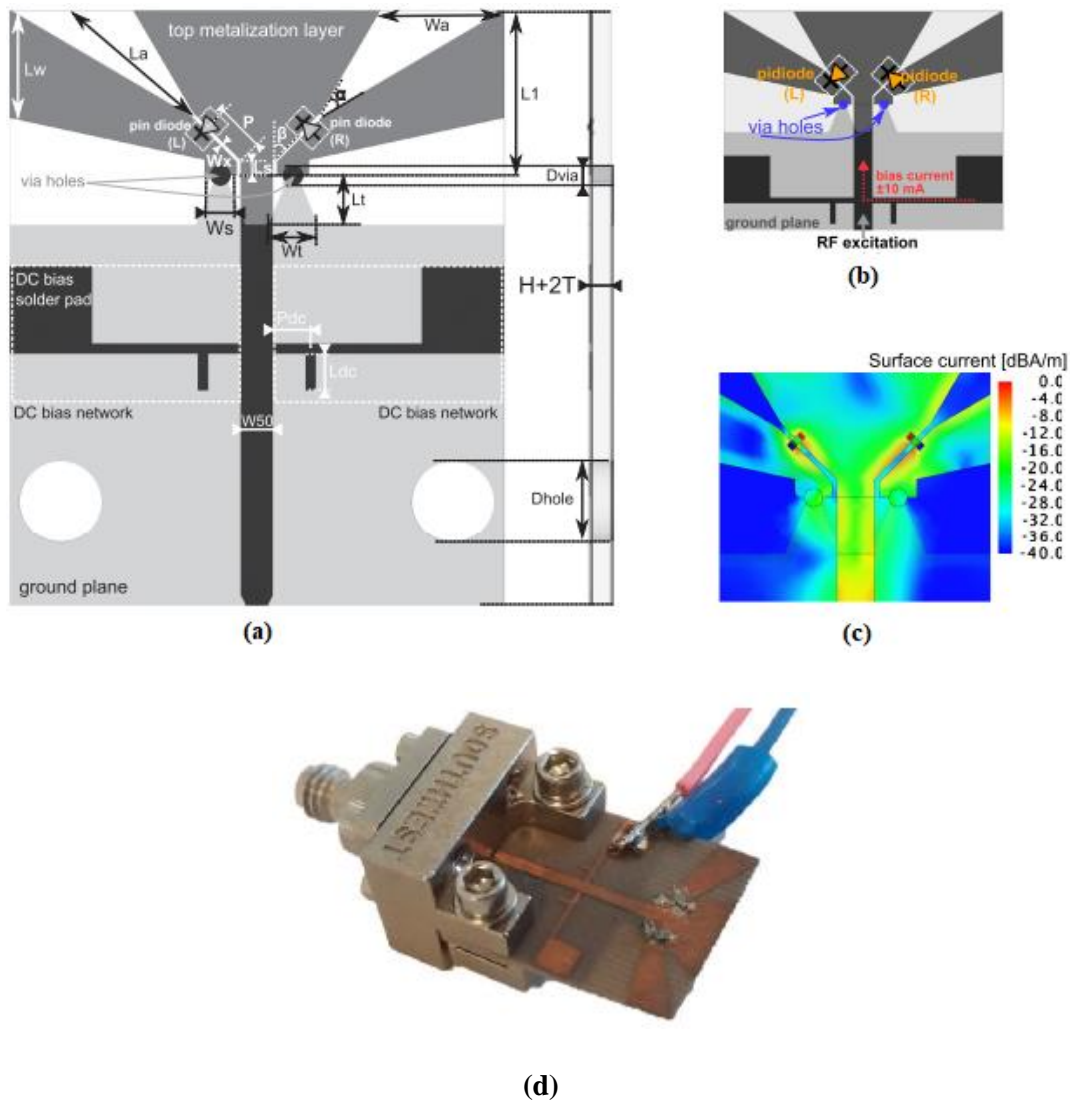 top metalization layer
Wa
La
Lw
L1
α
P
pin diode
(L)
β
pin diode
(R)
Wx
Ls
via holes
Dvia
Lt
Ws
Wt
H+2T
DC bias
solder pad
Pdc
Ldc
DC bias network
DC bias network
W50
Dhole
ground plane
(a)
pidiode
(L)
pidiode
(R)
via holes
bias current
±10 mA
ground plane
RF excitation
(b)
Surface current [dBA/m]
0.0
-4.0
-8.0
-12.0
-16.0
-20.0
-24.0
-28.0
-32.0
-36.0
-40.0
(c)
SOUTHWEST
(d)